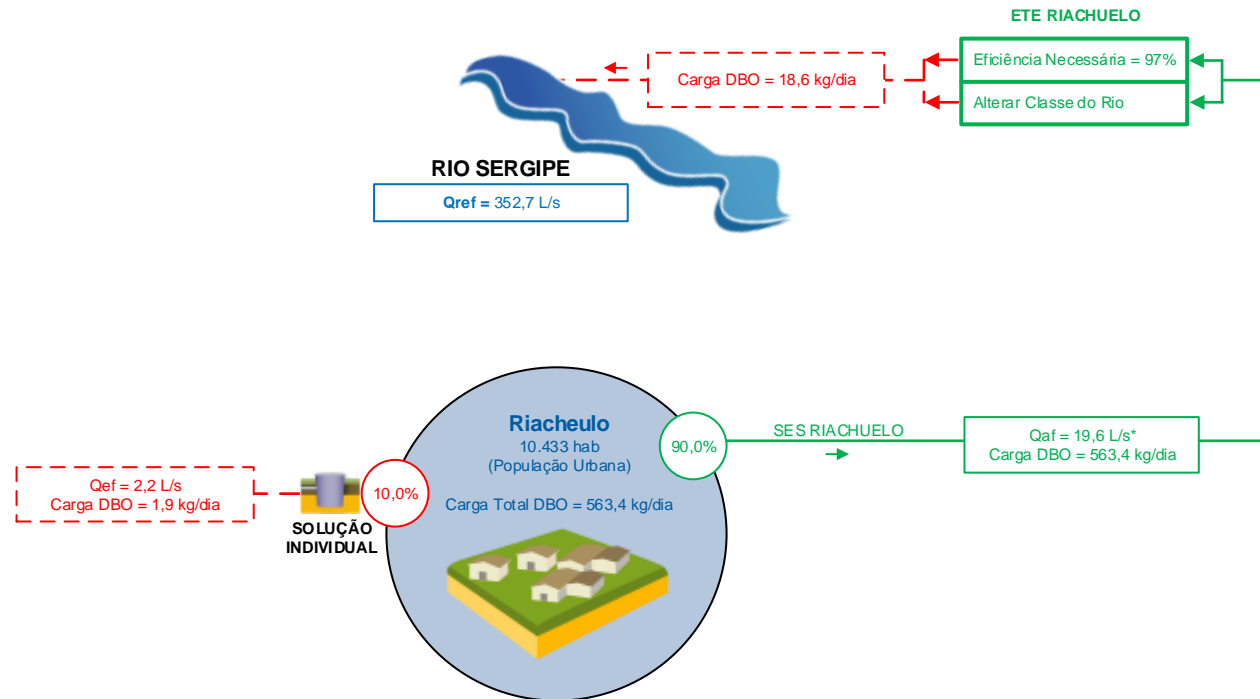 ETE RIACHUELO
Eficiência Necessária = 97%
Carga DBO = 18,6 kg/dia
Alterar Classe do Rio
RIO SERGIPE
Qref = 352,7 L/s
Riacheulo
10.433 hab
(População Urbana)
Carga Total DBO = 563,4 kg/dia
90,0%
SES RIACHUELO
Qaf = 19,6 L/s*
Carga DBO = 563,4 kg/dia
10,0%
Qef = 2,2 L/s
Carga DBO = 1,9 kg/dia
SOLUÇÃO
INDIVIDUAL